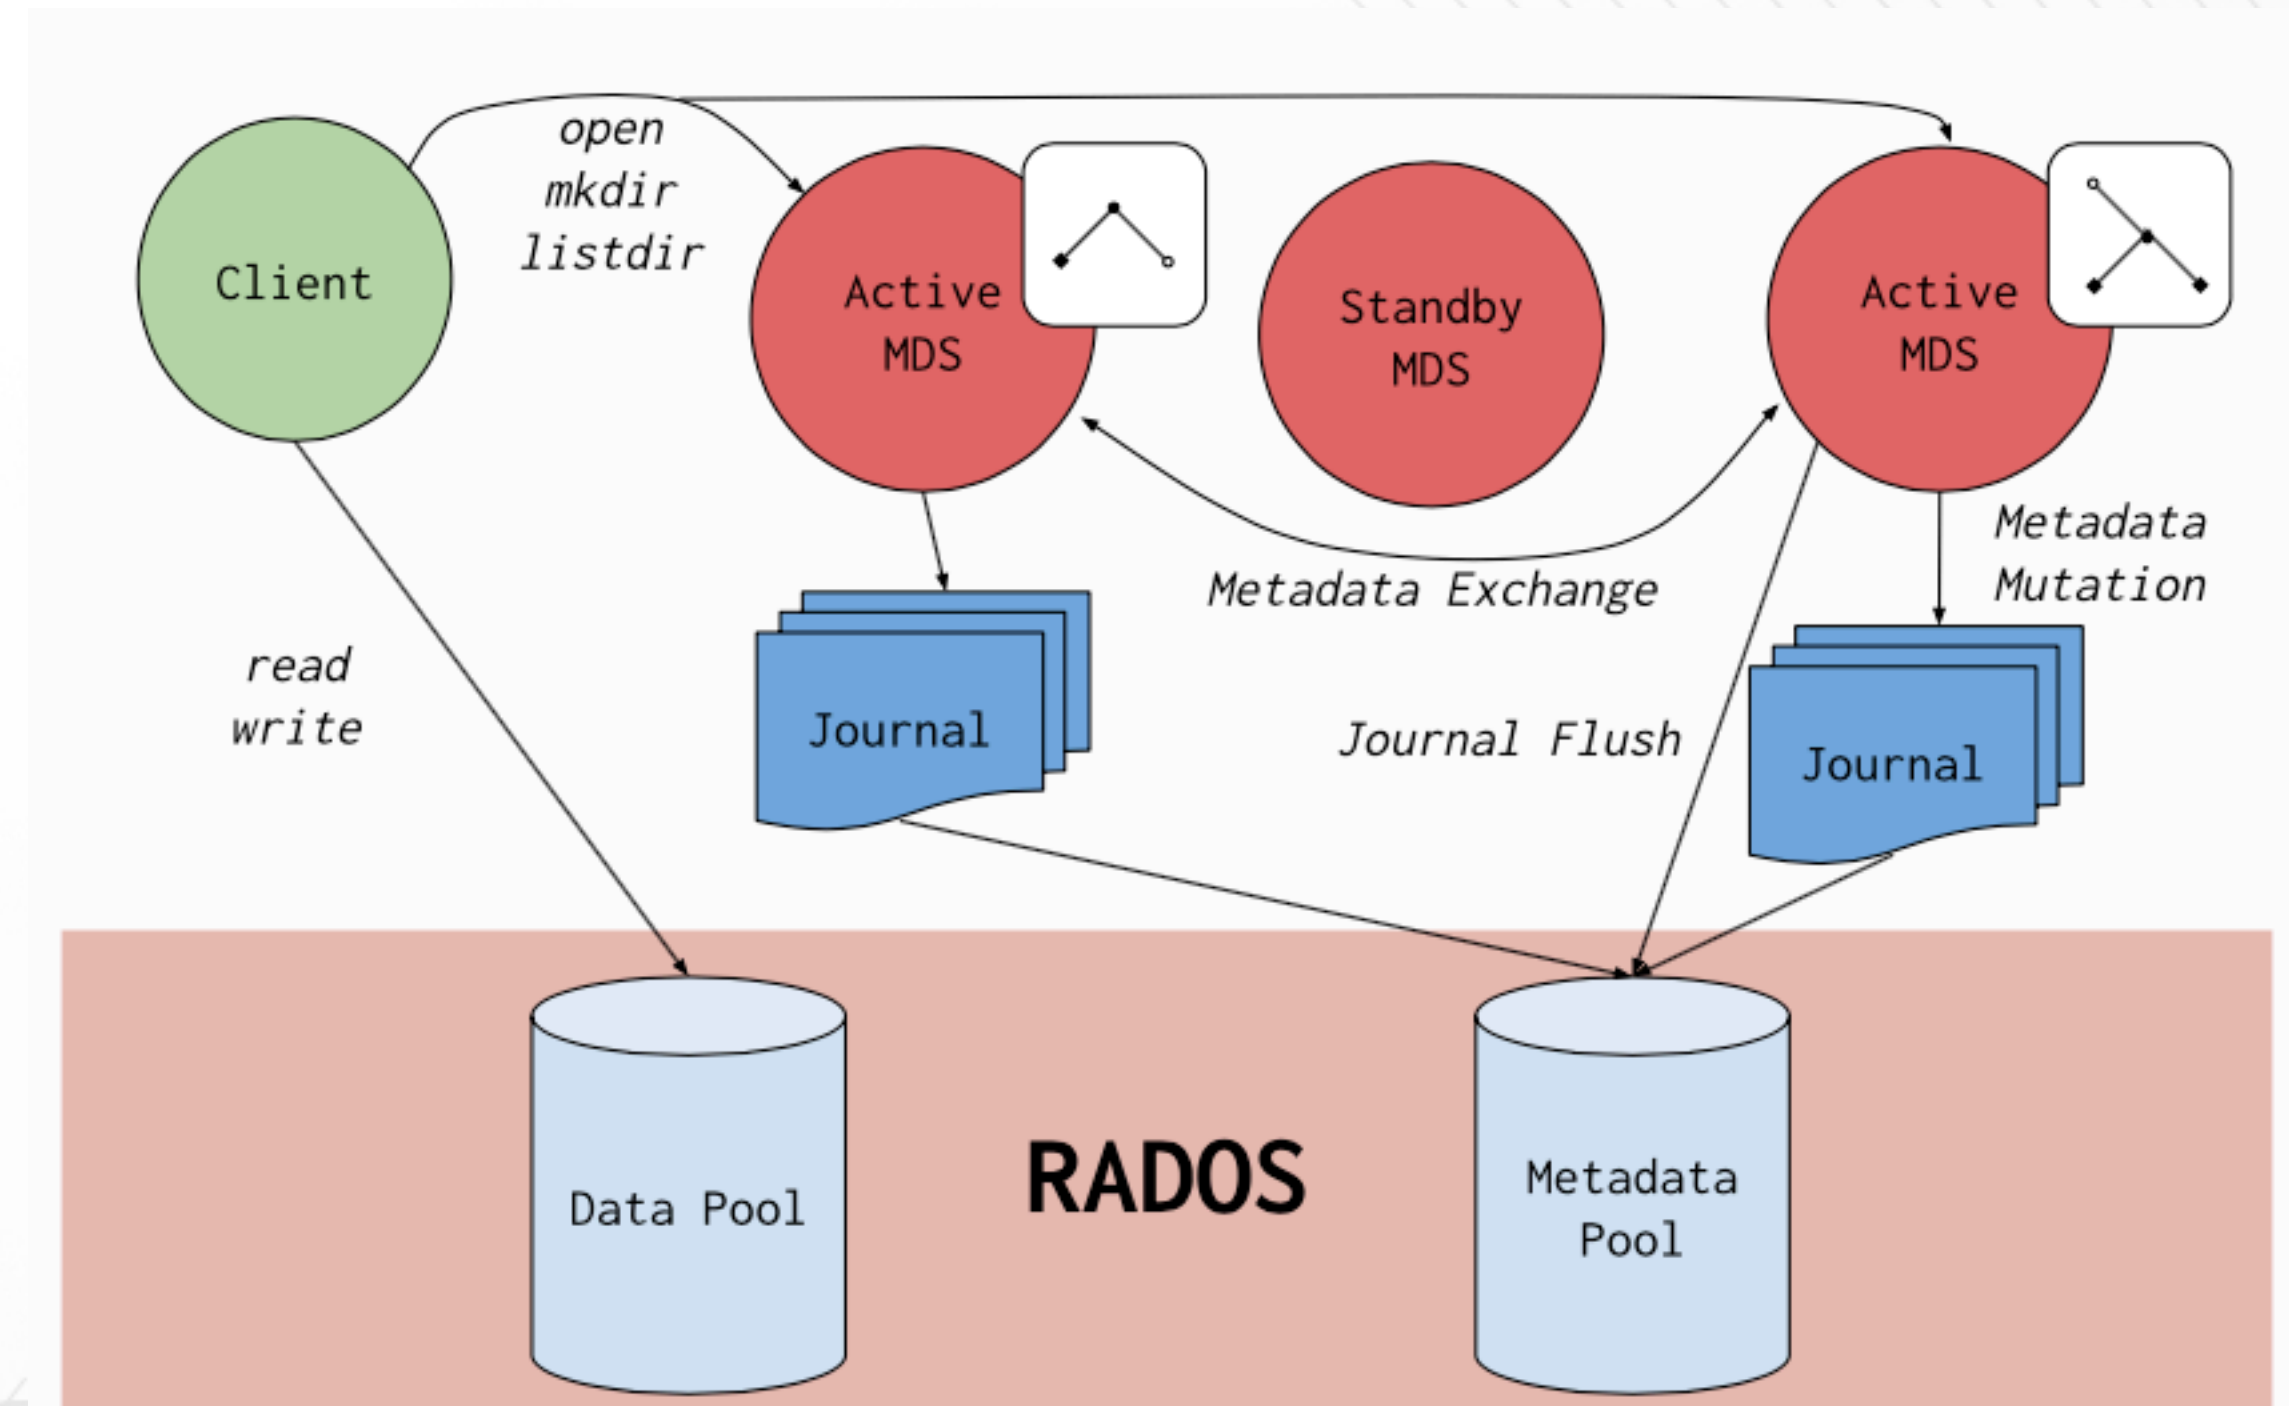 open
mkdir
listdir
Client
Active
MDS
Standby
MDS
Active
MDS
Metadata
Mutation
Metadata Exchange
read
write
Journal
Journal Flush
Journal
RADOS
Data Pool
Metadata
Pool